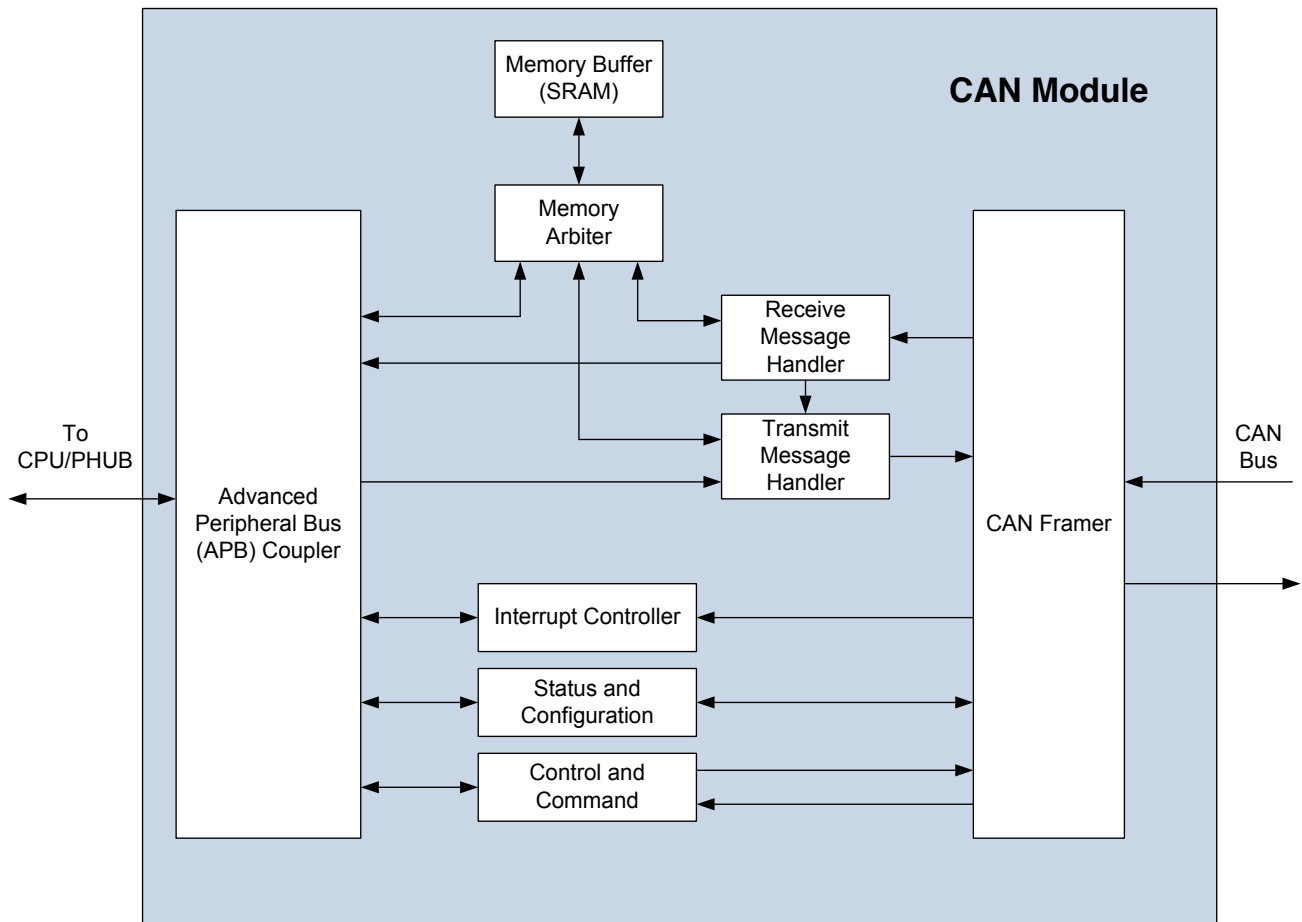 Memory Buffer
(SRAM)
CAN Module
Memory
Arbiter
Receive
Message
Handler
Transmit
Message
Handler
To
CPU/PHUB
Advanced
Peripheral Bus
(APB) Coupler
CAN Framer
CAN
Bus
Interrupt Controller
Status and
Configuration
Control and
Command